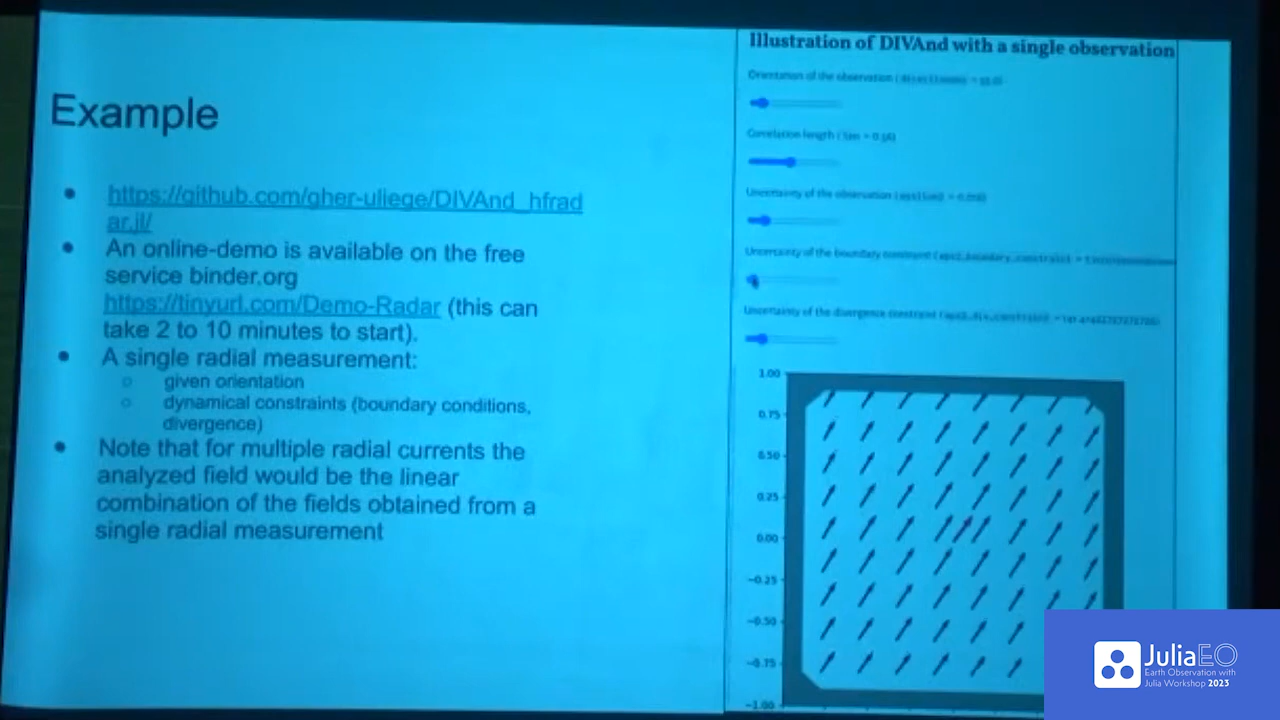 Example
https://github.com/gher-uliege/DIVAnd_hfrad
ar.jl/
An online-demo is available on the free
service binder.org
https://tinyurl.com/Demo-Radar (this can
take 2 to 10 minutes to start).
A single radial measurement:
given orientation
dynamical constraints (boundary conditions,
divergence)
Note that for multiple radial currents the
analyzed field would be the linear
combination of the fields obtained from a
single radial measurement
Illustration of DIVAnd with a single observation
Orientation of the observation
Correlation length ( len =
Uncertainty of the observation
Uncertainty of the boundary constraint
Uncertainty of the divergence constraint
1.00
0.75
0.50
0.25
0.00
−0.25
−0.50
−0.75
−1.00
JuliaEO
Earth Observation with
Julia Workshop 2023